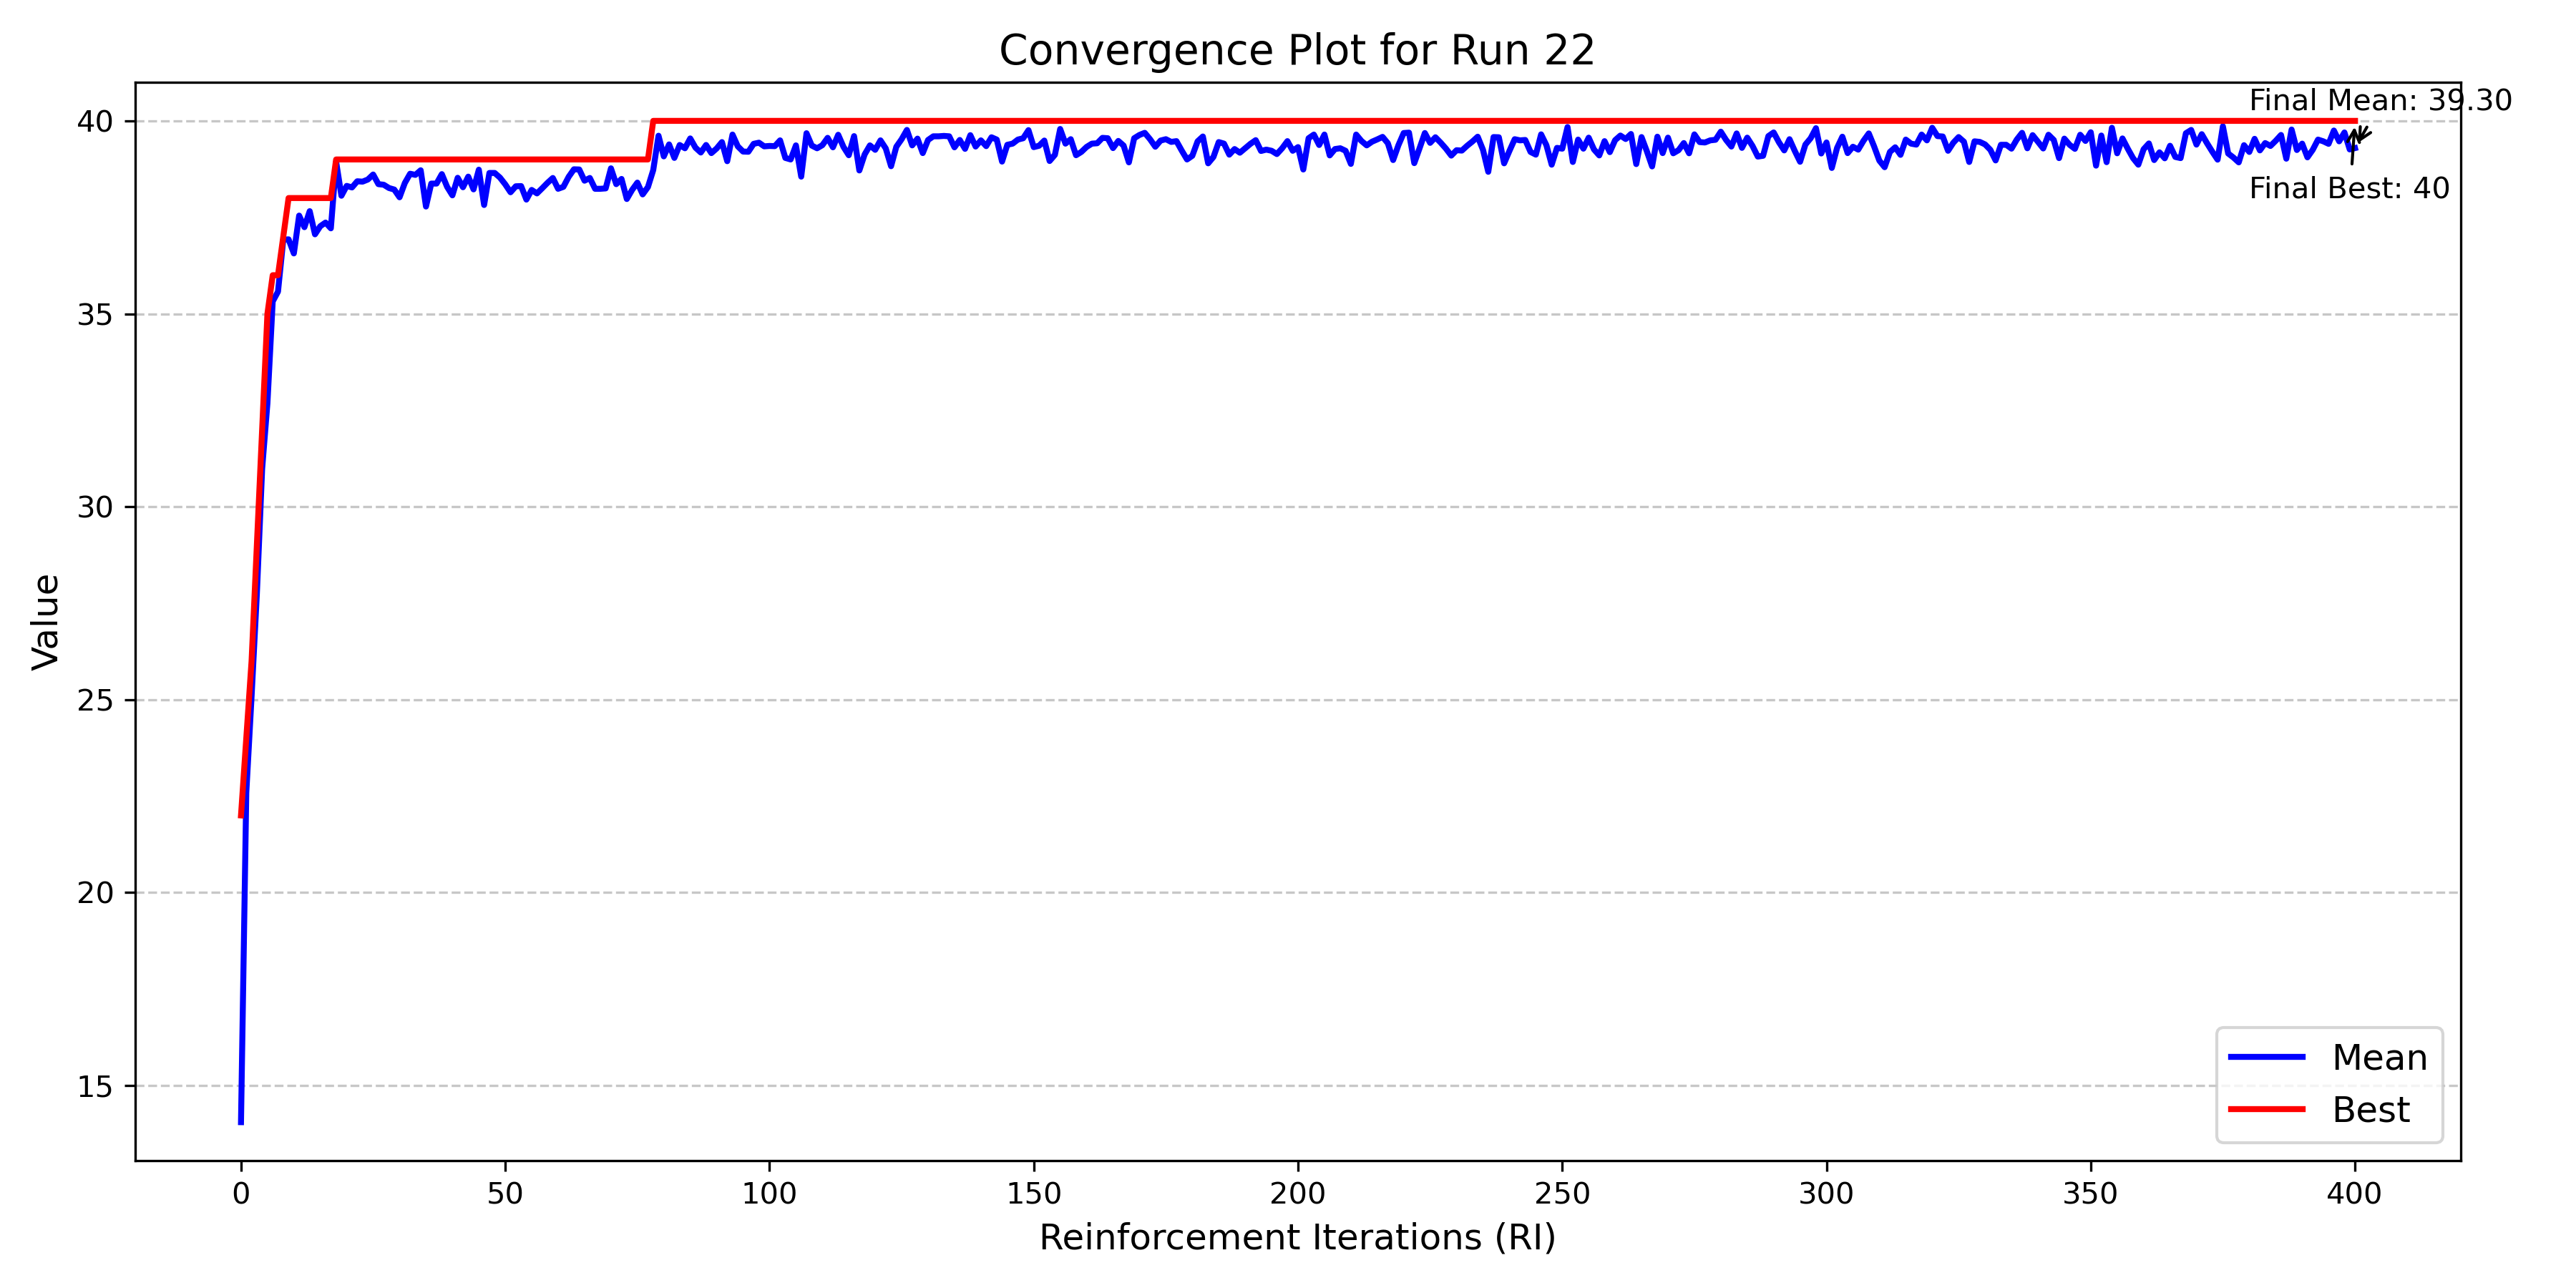 Convergence Plot for Run 22
Final Mean: 39.30
Final Best: 40
40
35
30
25
20
15
Value
0
50
100
150
200
250
300
350
400
Reinforcement Iterations (RI)
Mean
Best